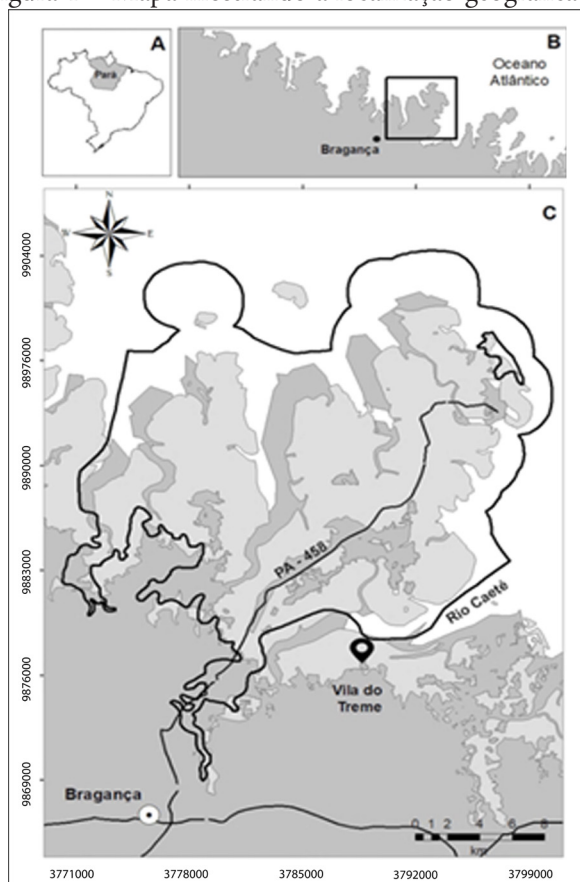 A
Pará
B
Oceano
Atlântico
Bragança
C
N
W
E
S
9904000
98976000
9890000
9883000
9876000
9869000
PA - 458
Rio Caeté
Vila do
Treme
Bragança
0 1 2 4 6 8
km
3771000 3778000 3785000 3792000 3799000